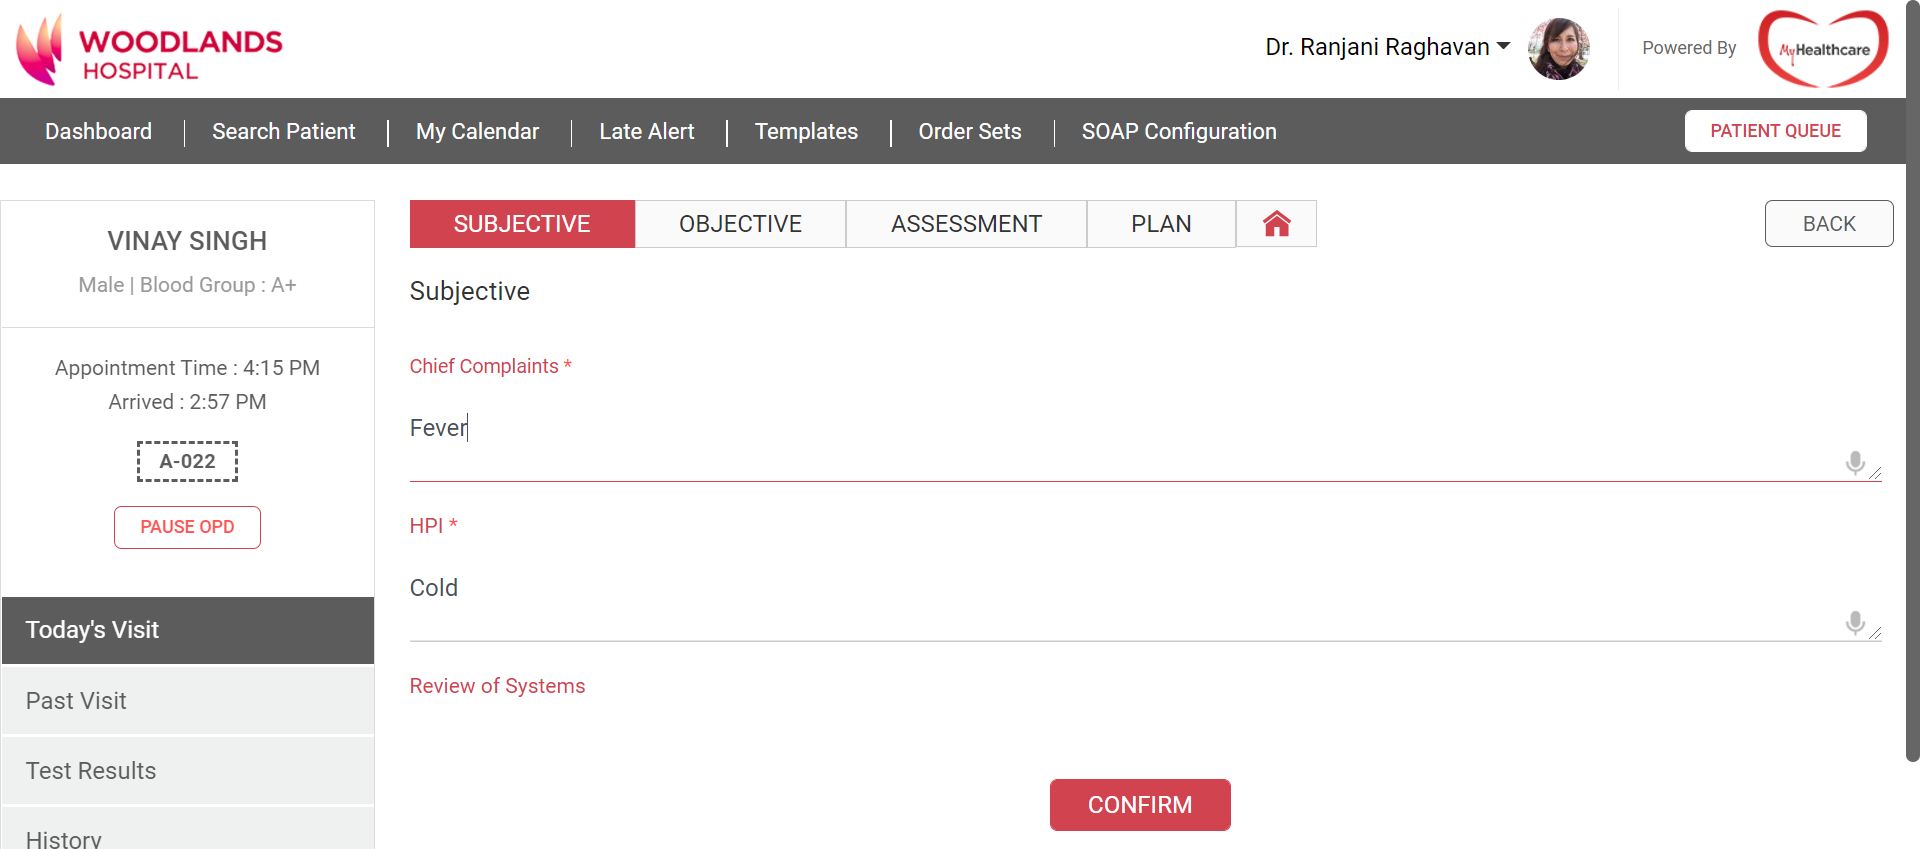 WOODLANDS
HOSPITAL
Dr. Ranjani Raghavan
Powered By
MyHealthcare
Dashboard
Search Patient
My Calendar
Late Alert
Templates
Order Sets
SOAP Configuration
PATIENT QUEUE
VINAY SINGH
Male | Blood Group : A+
Appointment Time : 4:15 PM
Arrived : 2:57 PM
A-022
PAUSE OPD
Today's Visit
Past Visit
Test Results
History
SUBJECTIVE
OBJECTIVE
ASSESSMENT
PLAN
BACK
Subjective
Chief Complaints *
Fever
HPI *
Cold
Review of Systems
CONFIRM